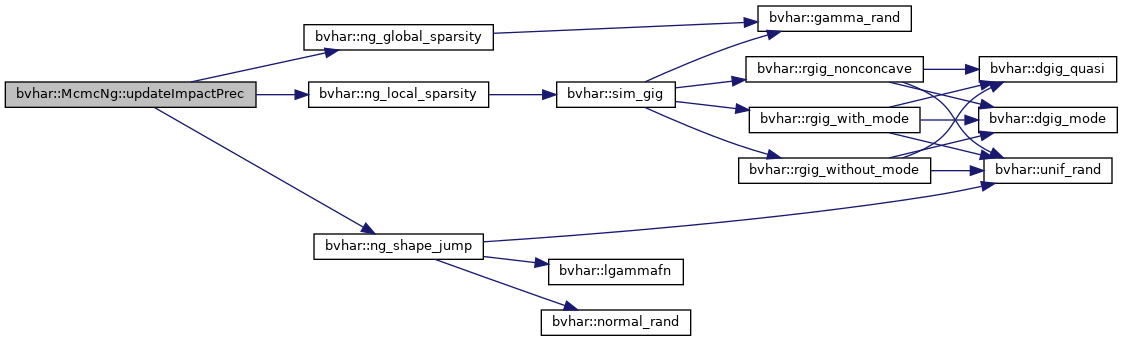 bvhar::McmcNg::updateImpactPrec
bvhar::ng_global_sparsity
bvhar::ng_local_sparsity
bvhar::ng_shape_jump
bvhar::sim_gig
bvhar::gamma_rand
bvhar::rgig_nonconcave
bvhar::rgig_with_mode
bvhar::rgig_without_mode
bvhar::dgig_quasi
bvhar::dgig_mode
bvhar::unif_rand
bvhar::lgammafn
bvhar::normal_rand